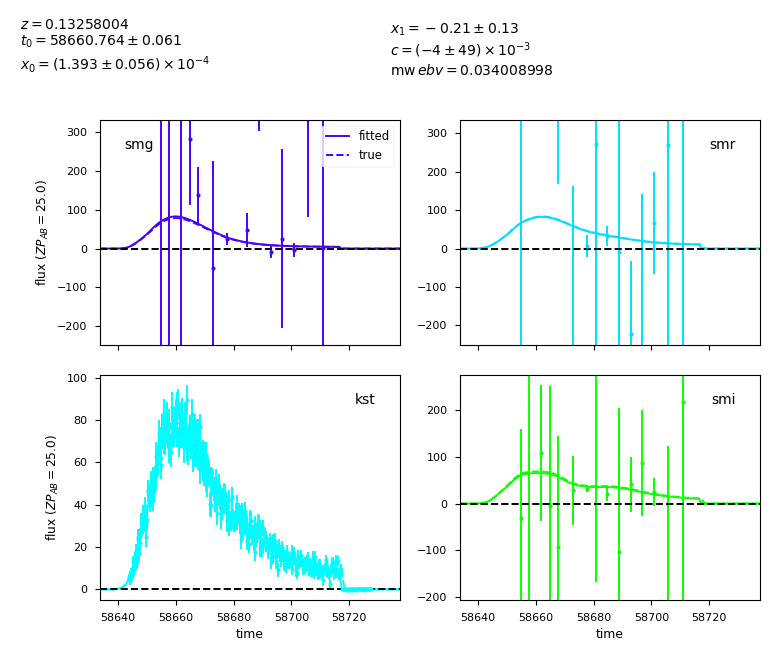 z = 0.13258004
t₀ = 58660.764 ± 0.061
x₀ = (1.393 ± 0.056) × 10⁻⁴
x₁ = −0.21 ± 0.13
c = (−4 ± 49) × 10⁻³
mw ebv = 0.034008998
smg
fitted
true
300
200
100
0
−100
−200
flux (ZP_AB = 25.0)
smr
300
200
100
0
−100
−200
kst
100
80
60
40
20
0
flux (ZP_AB = 25.0)
58640 58660 58680 58700 58720
time
smi
200
100
0
−100
−200
58640 58660 58680 58700 58720
time